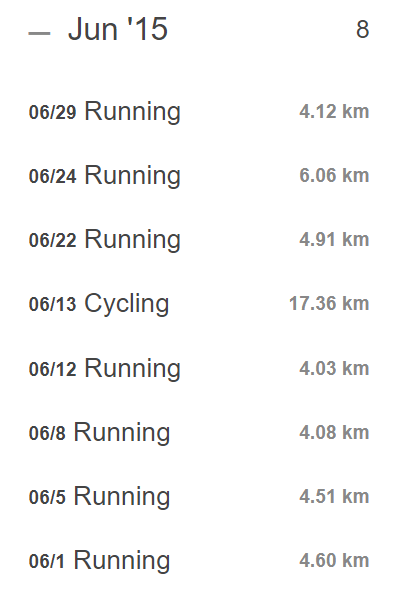 — Jun '15 8
06/29 Running 4.12 km
06/24 Running 6.06 km
06/22 Running 4.91 km
06/13 Cycling 17.36 km
06/12 Running 4.03 km
06/8 Running 4.08 km
06/5 Running 4.51 km
06/1 Running 4.60 km